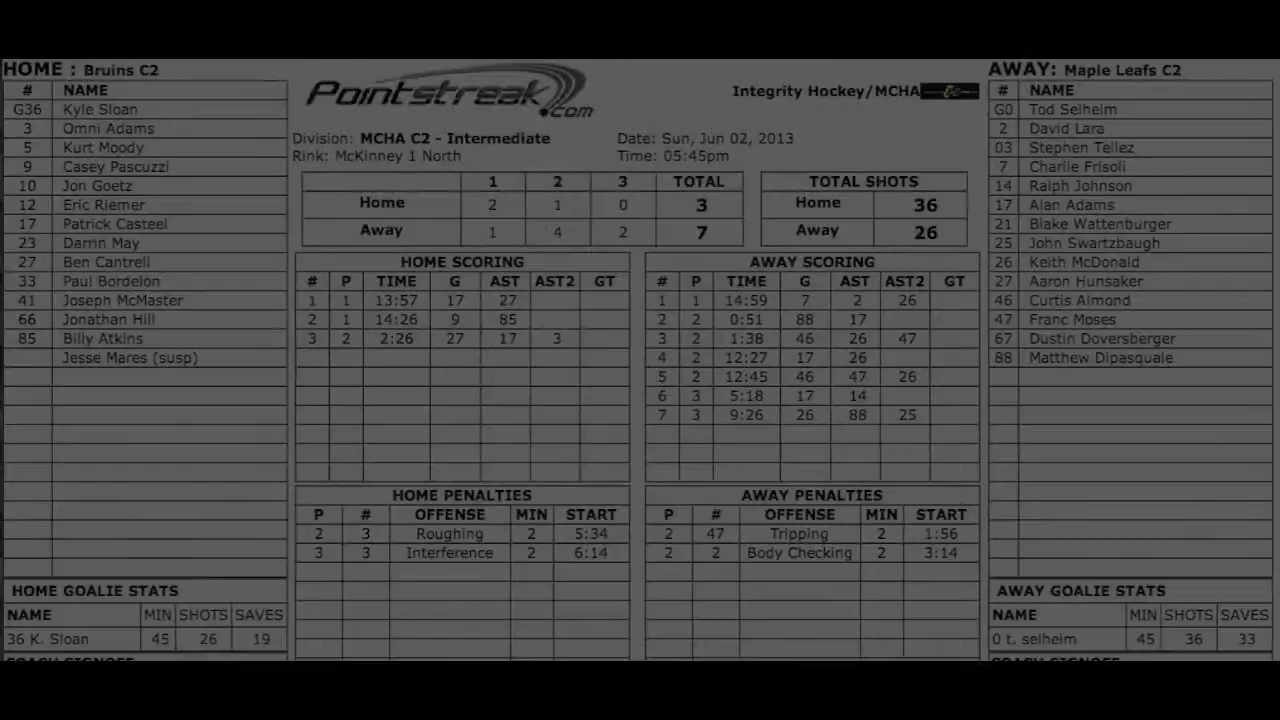 HOME : Bruins C2
# NAME
G36 Kyle Sloan
3 Omni Adams
5 Kurt Moody
9 Casey Pascuzzi
10 Jon Goetz
12 Eric Riemer
17 Patrick Casteel
23 Darrin May
27 Ben Cantrell
33 Paul Bordelon
41 Joseph McMaster
66 Jonathan Hill
85 Billy Atkins
Jesse Mares (susp)
HOME GOALIE STATS
NAME MIN SHOTS SAVES
36 K. Sloan 45 26 19
Pointstreak.com
Integrity Hockey/MCHA
Division: MCHA C2 - Intermediate
Date: Sun, Jun 02, 2013
Rink: McKinney 1 North
Time: 05:45pm
1 2 3 TOTAL
Home 2 1 0 3
Away 1 4 2 7
TOTAL SHOTS
Home 36
Away 26
HOME SCORING
# P TIME G AST AST2 GT
1 1 13:57 17 27
2 1 14:26 9 85
3 2 2:26 27 17 3
AWAY SCORING
# P TIME G AST AST2 GT
1 1 14:59 7 2 26
2 2 0:51 88 17
3 2 1:38 46 26 47
4 2 12:27 17 26
5 2 12:45 46 47 26
6 3 5:18 17 14
7 3 9:26 26 88 25
HOME PENALTIES
P # OFFENSE MIN START
2 3 Roughing 2 5:34
3 3 Interference 2 6:14
AWAY PENALTIES
P # OFFENSE MIN START
2 47 Tripping 2 1:56
2 2 Body Checking 2 3:14
AWAY: Maple Leafs C2
# NAME
G0 Tod Selheim
2 David Lara
03 Stephen Tellez
7 Charlie Frisoli
14 Ralph Johnson
17 Alan Adams
21 Blake Wattenburger
25 John Swartzbaugh
26 Keith McDonald
27 Aaron Hunsaker
46 Curtis Almond
47 Franc Moses
67 Dustin Doversberger
88 Matthew Dipasquale
AWAY GOALIE STATS
NAME MIN SHOTS SAVES
0 t. selheim 45 36 33